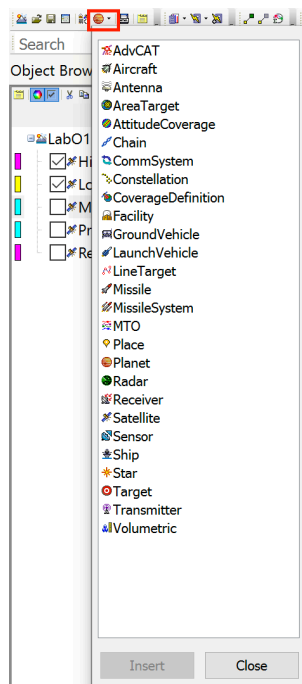 Search
Object Brow
LabO1
Hi
Lo
M
Pr
Re
AdvCAT
Aircraft
Antenna
AreaTarget
AttitudeCoverage
Chain
CommSystem
Constellation
CoverageDefinition
Facility
GroundVehicle
LaunchVehicle
LineTarget
Missile
MissileSystem
MTO
Place
Planet
Radar
Receiver
Satellite
Sensor
Ship
Star
Target
Transmitter
Volumetric
Insert Close